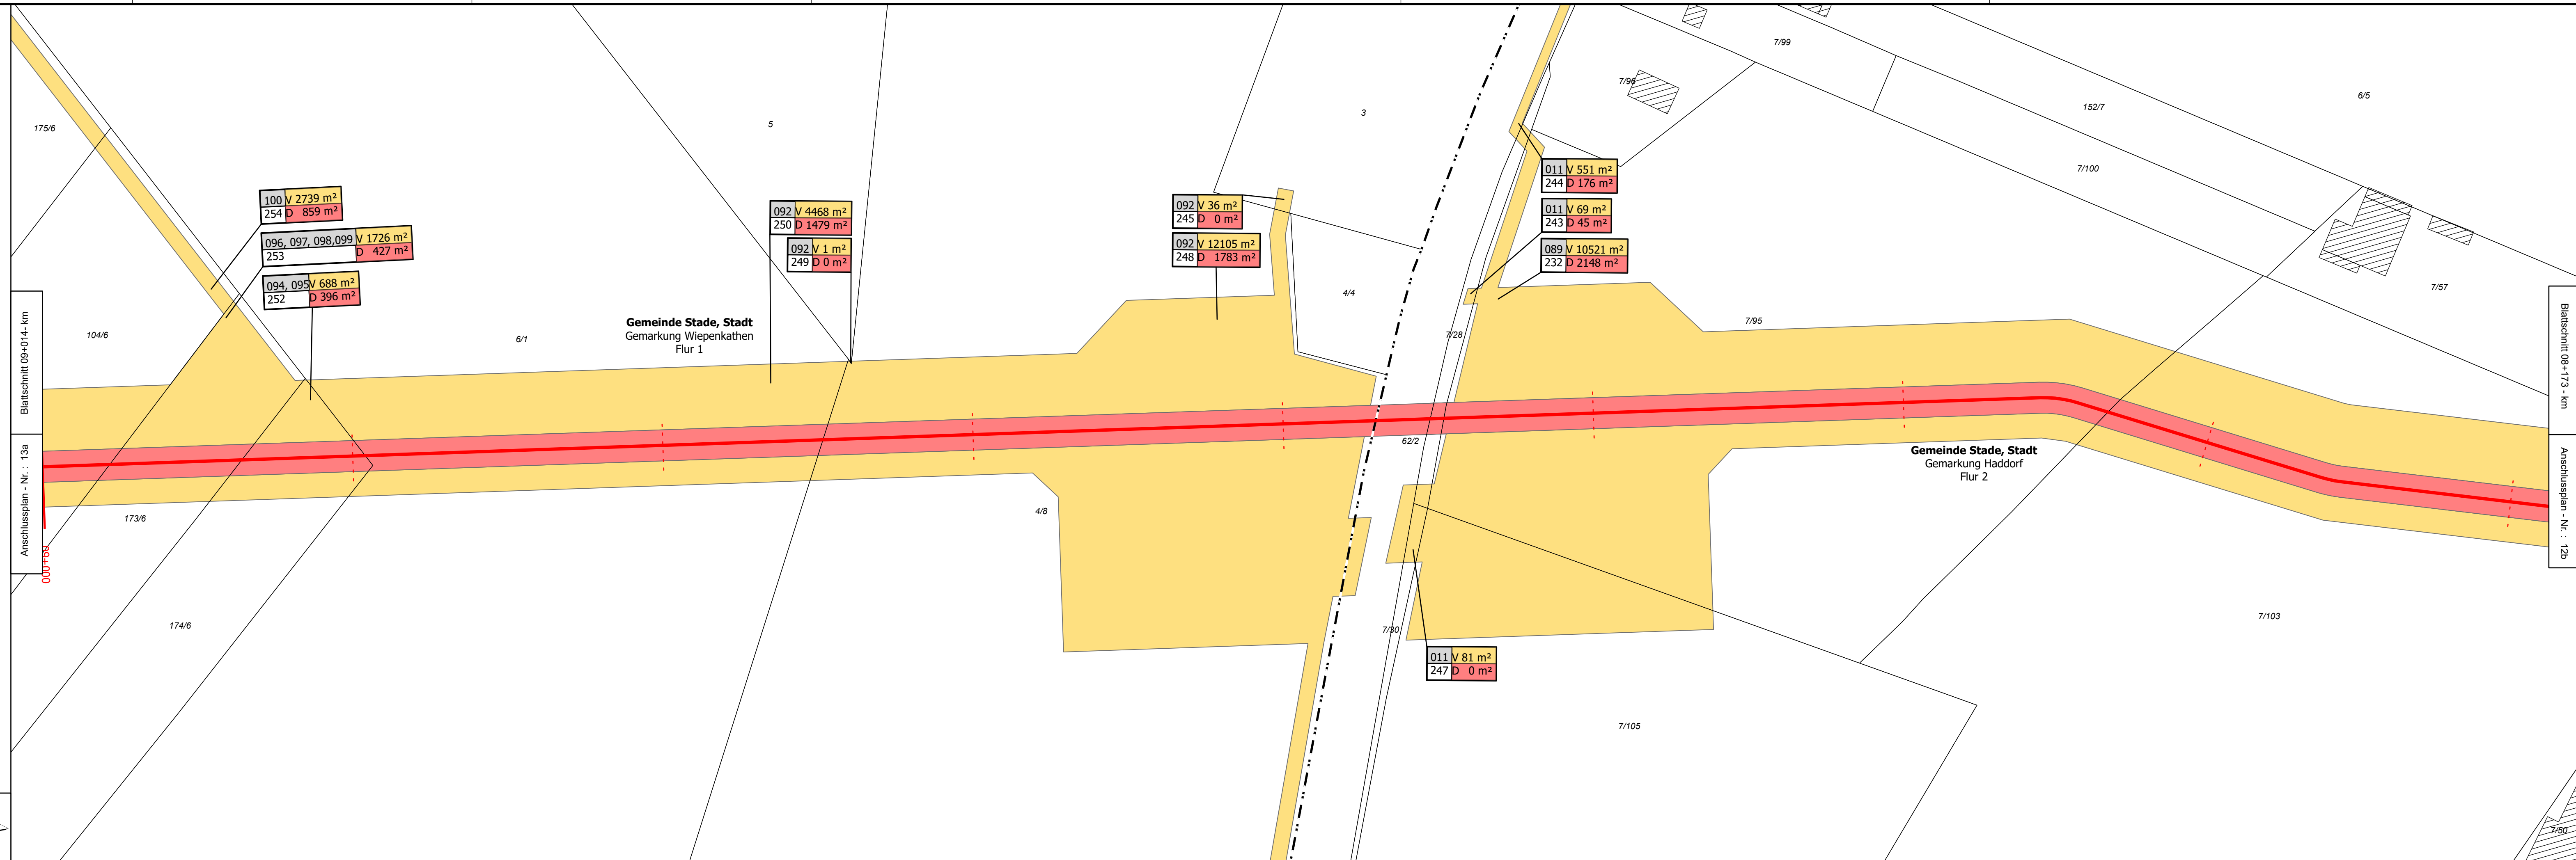 7/99
7/96
6/5
152/7
3
5
175/6
7/100
011 V 551 m²
244 D 176 m²
100 V 2739 m²
254 D 859 m²
092 V 4468 m²
250 D 1479 m²
092 V 36 m²
245 D 0 m²
011 V 69 m²
243 D 45 m²
096, 097, 098,099 V 1726 m²
253 D 427 m²
092 V 1 m²
249 D 0 m²
092 V 12105 m²
248 D 1783 m²
089 V 10521 m²
232 D 2148 m²
094, 095 V 688 m²
252 D 396 m²
4/4
7/57
Gemeinde Stade, Stadt
Gemarkung Wiepenkathen
Flur 1
7/95
7/28
104/6
6/1
Blattschnitt 09+014- km
Blattschnitt 08+173 - km
62/2
Gemeinde Stade, Stadt
Gemarkung Haddorf
Flur 2
Anschlussplan - Nr. : 13a
Anschlussplan - Nr. : 12b
173/6
4/8
09+000
174/6
7/30
7/103
011 V 81 m²
247 D 0 m²
7/105
7/50